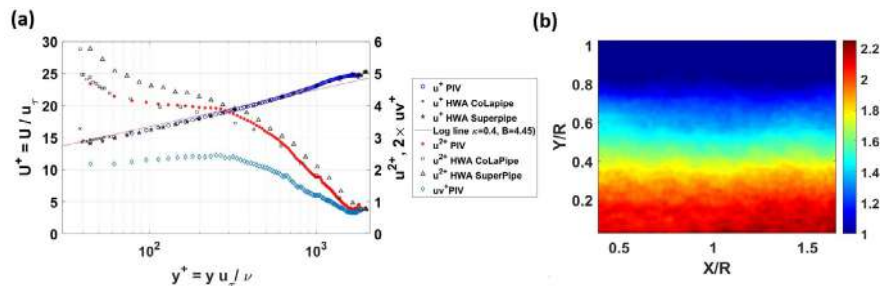 (a)
30
25
20
15
10
5
0
U⁺ = U / u_τ
10²
10³
y⁺ = y u_τ / ν
6
5
4
3
2
1
0
u²⁺, 2× uv⁺
u⁺ PIV
u⁺ HWA CoLapipe
u⁺ HWA Superpipe
Log line κ=0.4, B=4.45)
u²⁺ PIV
u²⁺ HWA CoLaPipe
u²⁺ HWA SuperPipe
uv⁺PIV
(b)
1
0.8
0.6
0.4
0.2
Y/R
0.5
1
1.5
X/R
2.2
2
1.8
1.6
1.4
1.2
1